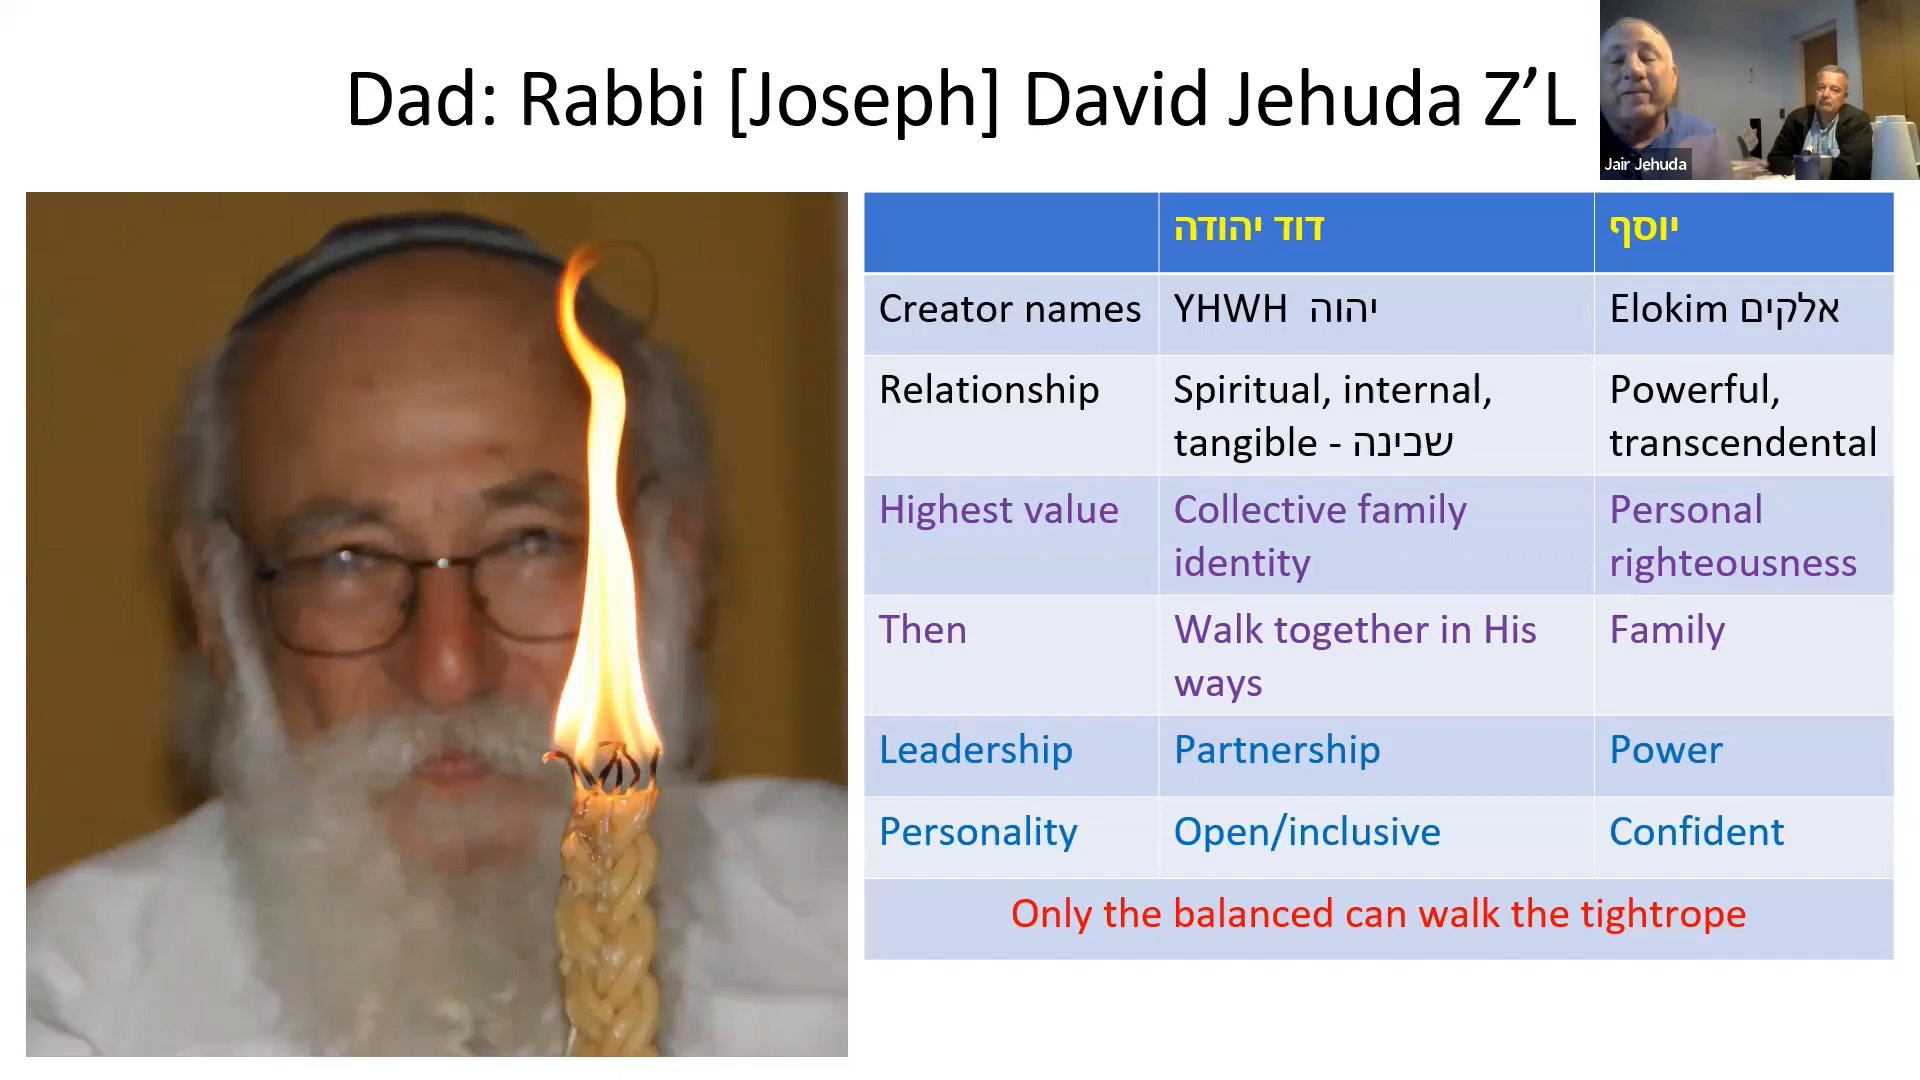 Dad: Rabbi [Joseph] David Jehuda Z’L
Jair Jehuda
דוד יהודה
יוסף
Creator names
YHWH יהוה
Elokim אלקים
Relationship
Spiritual, internal,
tangible - שכינה
Powerful,
transcendental
Highest value
Collective family
identity
Personal
righteousness
Then
Walk together in His
ways
Family
Leadership
Partnership
Power
Personality
Open/inclusive
Confident
Only the balanced can walk the tightrope